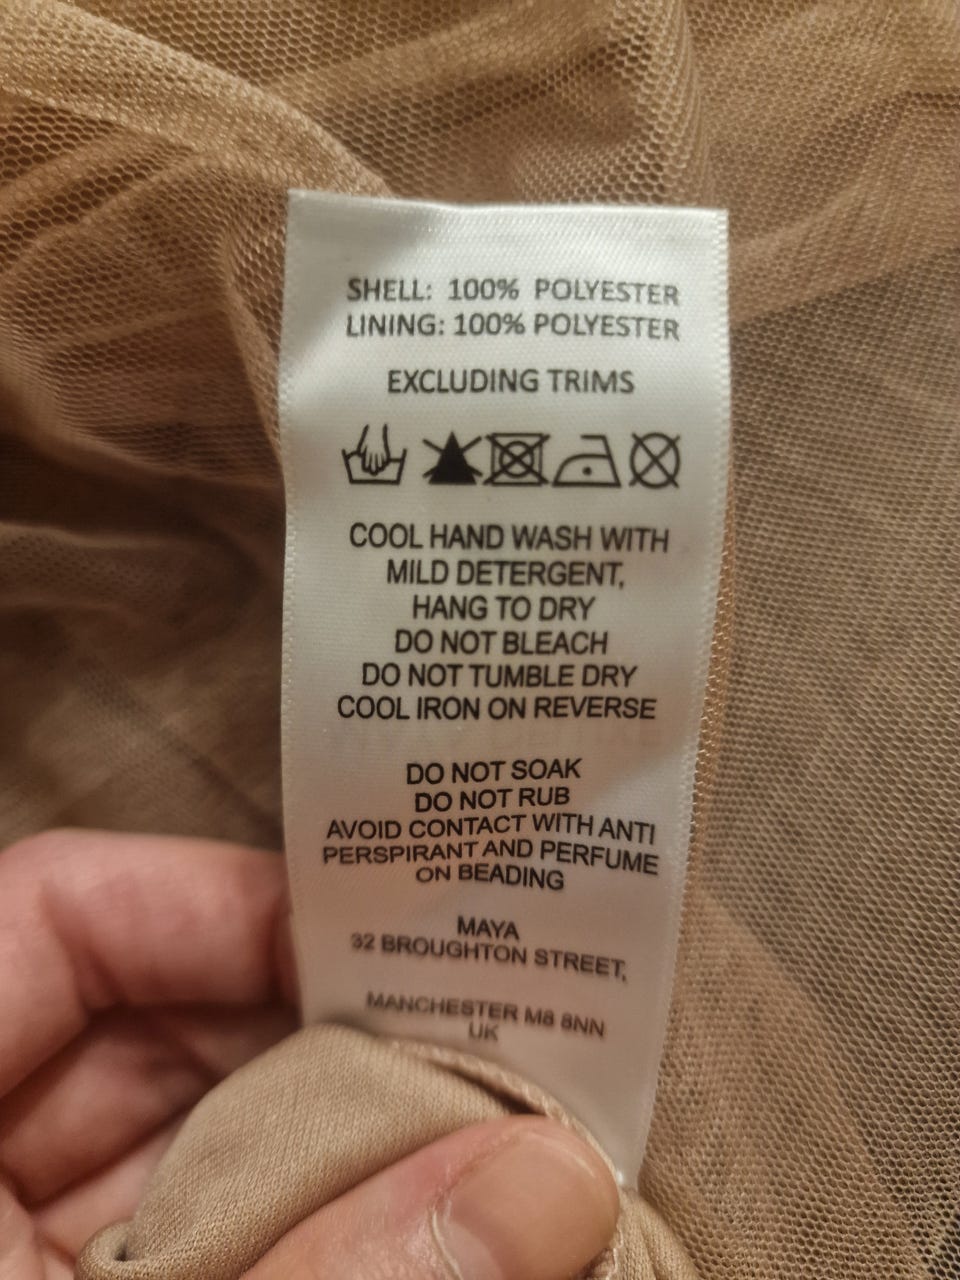 SHELL: 100% POLYESTER
LINING: 100% POLYESTER
EXCLUDING TRIMS
COOL HAND WASH WITH
MILD DETERGENT,
HANG TO DRY
DO NOT BLEACH
DO NOT TUMBLE DRY
COOL IRON ON REVERSE
DO NOT SOAK
DO NOT RUB
AVOID CONTACT WITH ANTI
PERSPIRANT AND PERFUME
ON BEADING
MAYA
32 BROUGHTON STREET,
MANCHESTER M8 8NN
UK